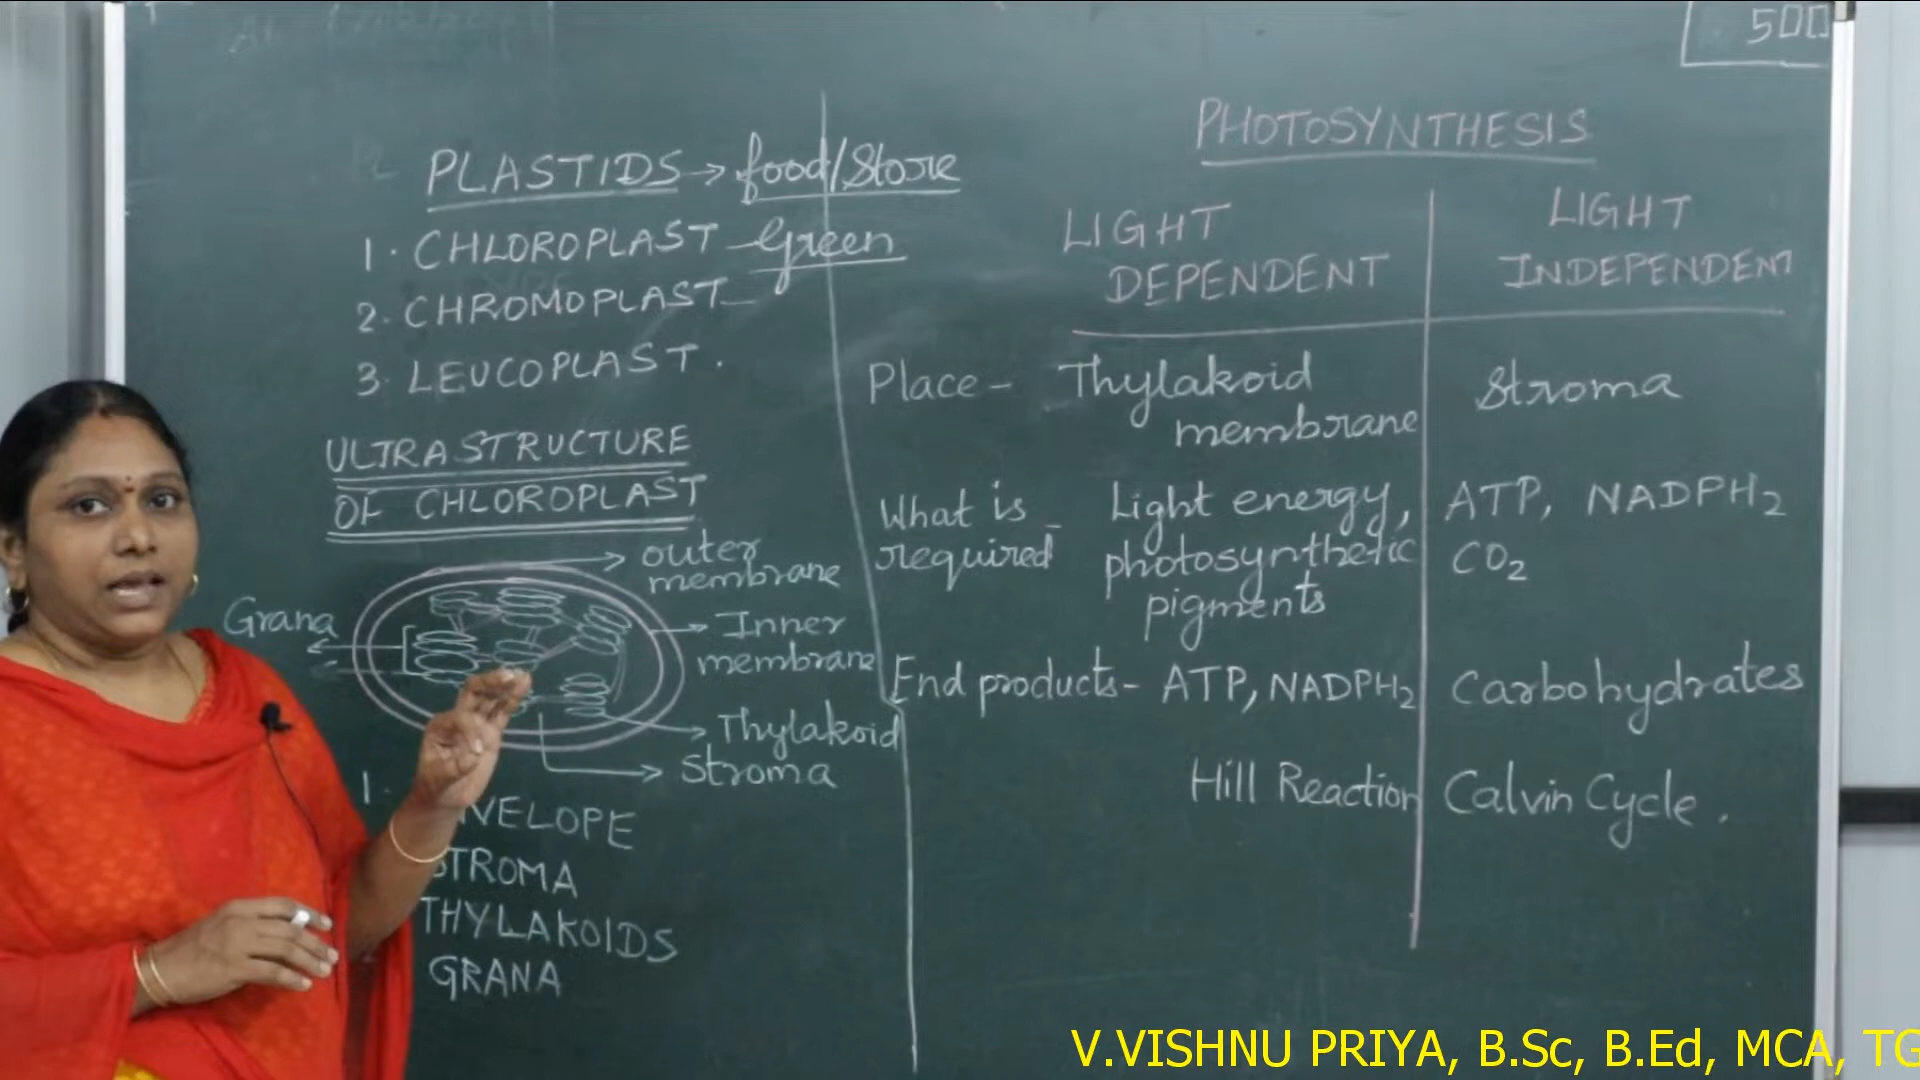 500
PLASTIDS → food/Store
1. CHLOROPLAST - Green
2. CHROMOPLAST -
3. LEUCOPLAST.
ULTRASTRUCTURE
OF CHLOROPLAST
outer
membrane
Grana
Inner
membrane
Thylakoid
Stroma
1.
NVELOPE
STROMA
THYLAKOIDS
GRANA
PHOTOSYNTHESIS
LIGHT
DEPENDENT
LIGHT
INDEPENDENT
Place - Thylakoid
membrane
Stroma
What is
required -
Light energy,
photosynthetic
pigments
ATP, NADPH2
CO2
End products - ATP, NADPH2
Carbohydrates
Hill Reaction
Calvin Cycle.
V.VISHNU PRIYA, B.Sc, B.Ed, MCA, TG